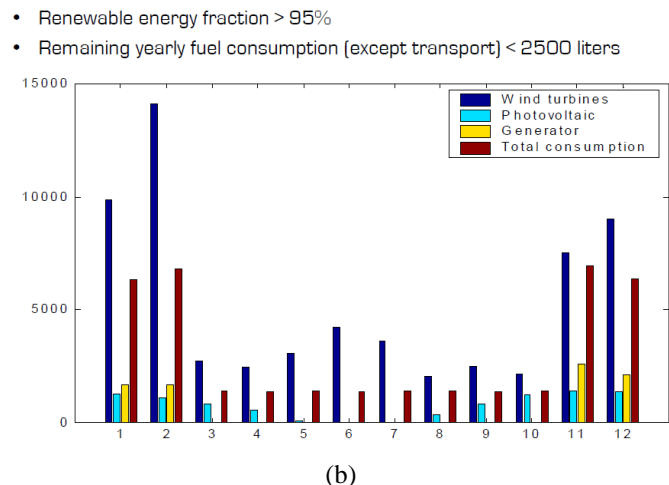 • Renewable energy fraction > 95%
• Remaining yearly fuel consumption (except transport) < 2500 liters
15000
Wind turbines
Photovoltaic
Generator
Total consumption
10000
5000
0
1 2 3 4 5 6 7 8 9 10 11 12
(b)